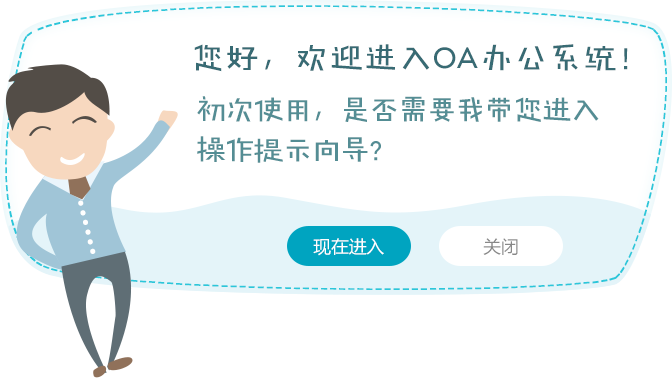 您好，欢迎进入OA办公系统！
初次使用，是否需要我带您进入
操作提示向导?
现在进入
关闭